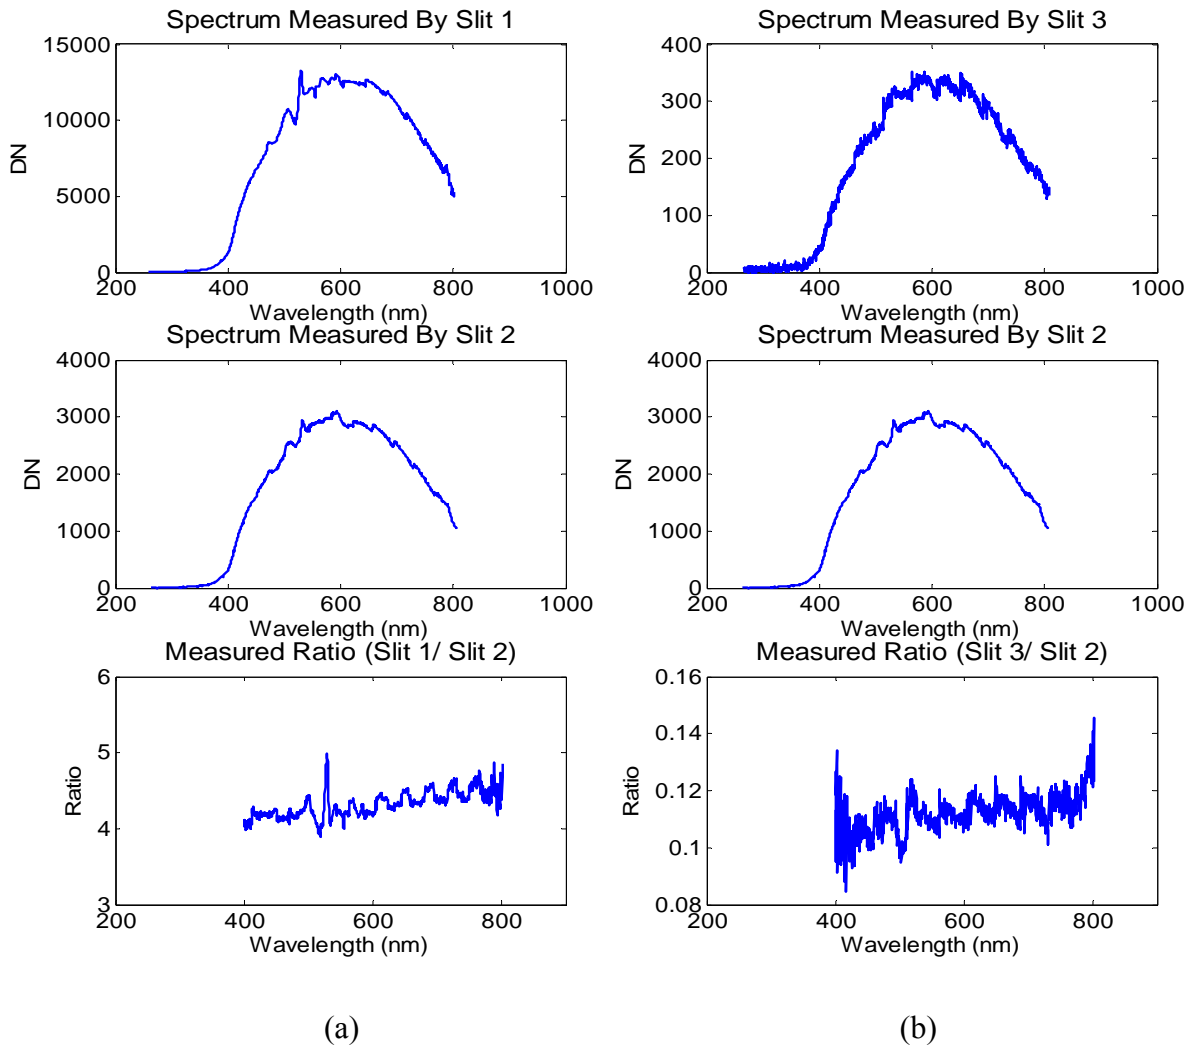 Spectrum Measured By Slit 1
15000
10000
5000
0
DN
200 400 600 800 1000
Wavelength (nm)
Spectrum Measured By Slit 2
4000
3000
2000
1000
0
DN
200 400 600 800 1000
Wavelength (nm)
Measured Ratio (Slit 1/ Slit 2)
6
5
4
3
Ratio
200 400 600 800
Wavelength (nm)
(a)
Spectrum Measured By Slit 3
400
300
200
100
0
DN
200 400 600 800 1000
Wavelength (nm)
Spectrum Measured By Slit 2
4000
3000
2000
1000
0
DN
200 400 600 800 1000
Wavelength (nm)
Measured Ratio (Slit 3/ Slit 2)
0.16
0.14
0.12
0.1
0.08
Ratio
200 400 600 800
Wavelength (nm)
(b)